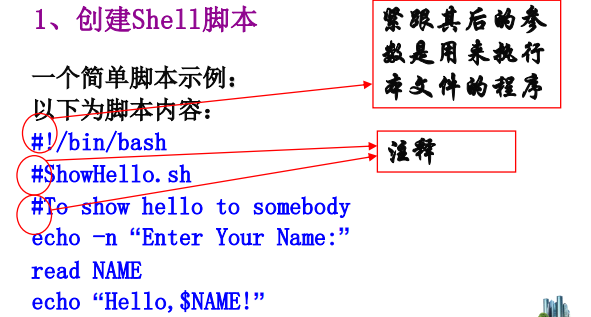 1、创建Shell脚本
紧跟其后的参
数是用来执行
本文件的程序
一个简单脚本示例：
以下为脚本内容：
#!/bin/bash
注释
#ShowHello.sh
#To show hello to somebody
echo -n “Enter Your Name:”
read NAME
echo “Hello,$NAME!”